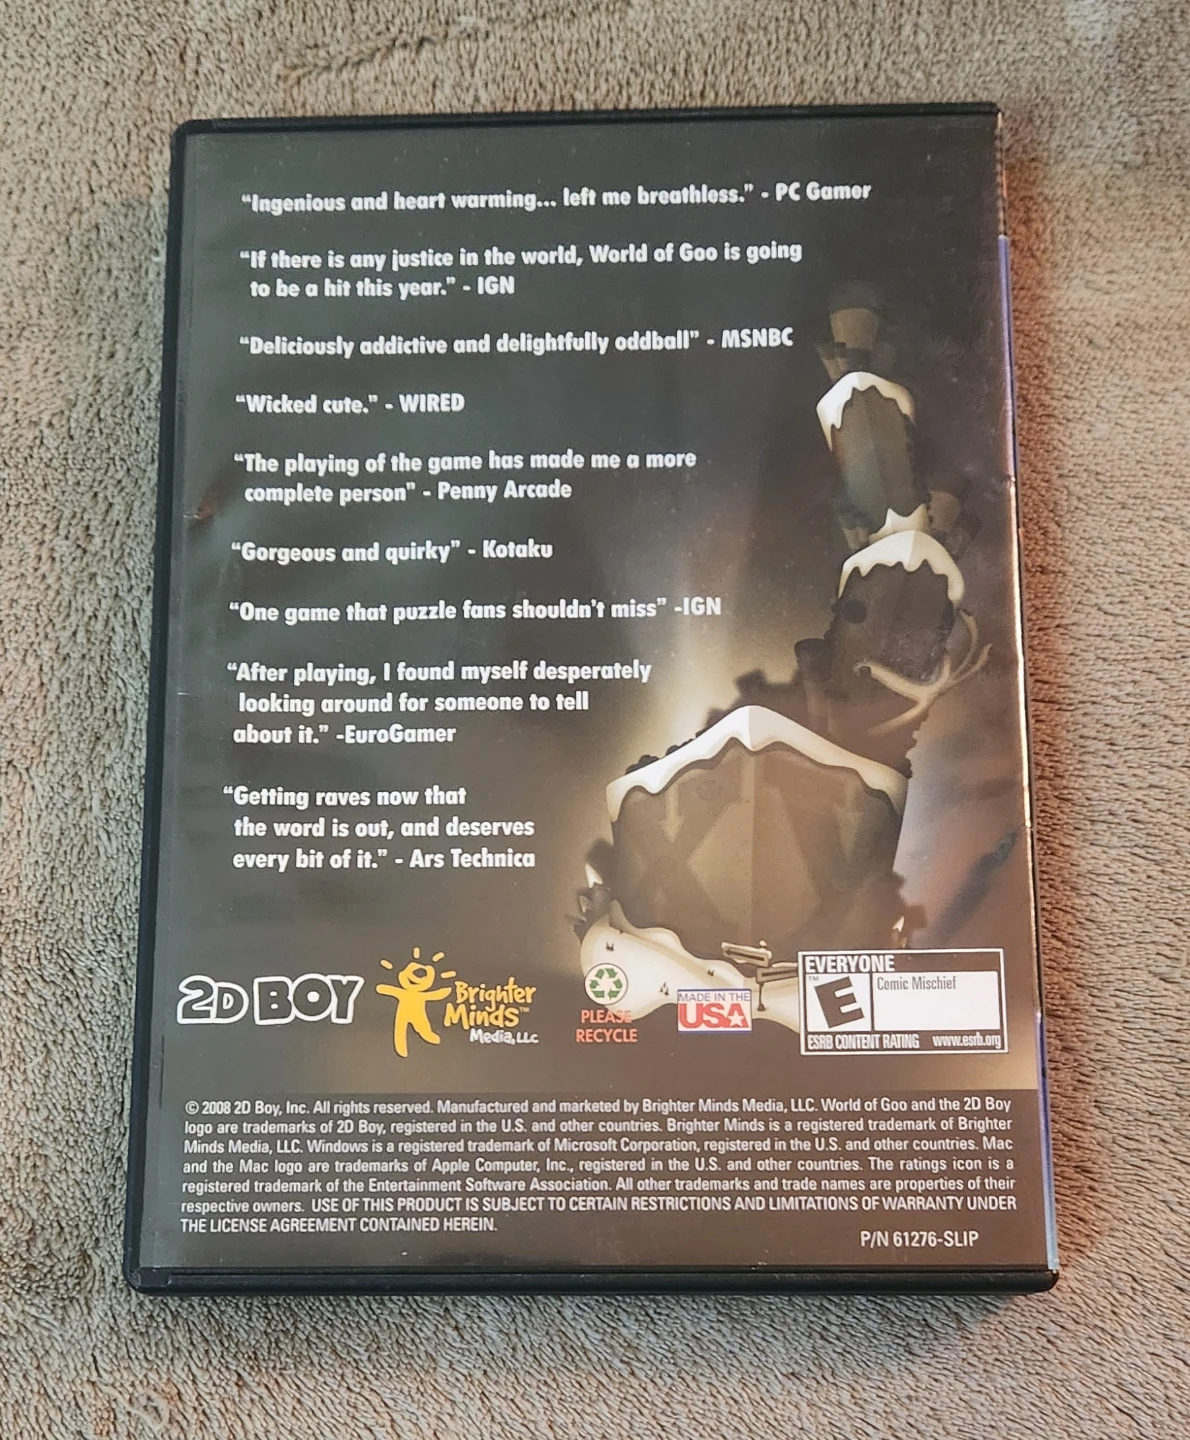 “Ingenious and heart warming... left me breathless.” - PC Gamer
“If there is any justice in the world, World of Goo is going
to be a hit this year.” - IGN
“Deliciously addictive and delightfully oddball” - MSNBC
“Wicked cute.” - WIRED
“The playing of the game has made me a more
complete person” - Penny Arcade
“Gorgeous and quirky” - Kotaku
“One game that puzzle fans shouldn’t miss” -IGN
“After playing, I found myself desperately
looking around for someone to tell
about it.” -EuroGamer
“Getting raves now that
the word is out, and deserves
every bit of it.” - Ars Technica
2D BOY
Brighter
Minds™
Media, LLC
PLEASE
RECYCLE
MADE IN THE
USA
EVERYONE
™
E
Comic Mischief
ESRB CONTENT RATING www.esrb.org
© 2008 2D Boy, Inc. All rights reserved. Manufactured and marketed by Brighter Minds Media, LLC. World of Goo and the 2D Boy
logo are trademarks of 2D Boy, registered in the U.S. and other countries. Brighter Minds is a registered trademark of Brighter
Minds Media, LLC. Windows is a registered trademark of Microsoft Corporation, registered in the U.S. and other countries. Mac
and the Mac logo are trademarks of Apple Computer, Inc., registered in the U.S. and other countries. The ratings icon is a
registered trademark of the Entertainment Software Association. All other trademarks and trade names are properties of their
respective owners. USE OF THIS PRODUCT IS SUBJECT TO CERTAIN RESTRICTIONS AND LIMITATIONS OF WARRANTY UNDER
THE LICENSE AGREEMENT CONTAINED HEREIN.
P/N 61276-SLIP